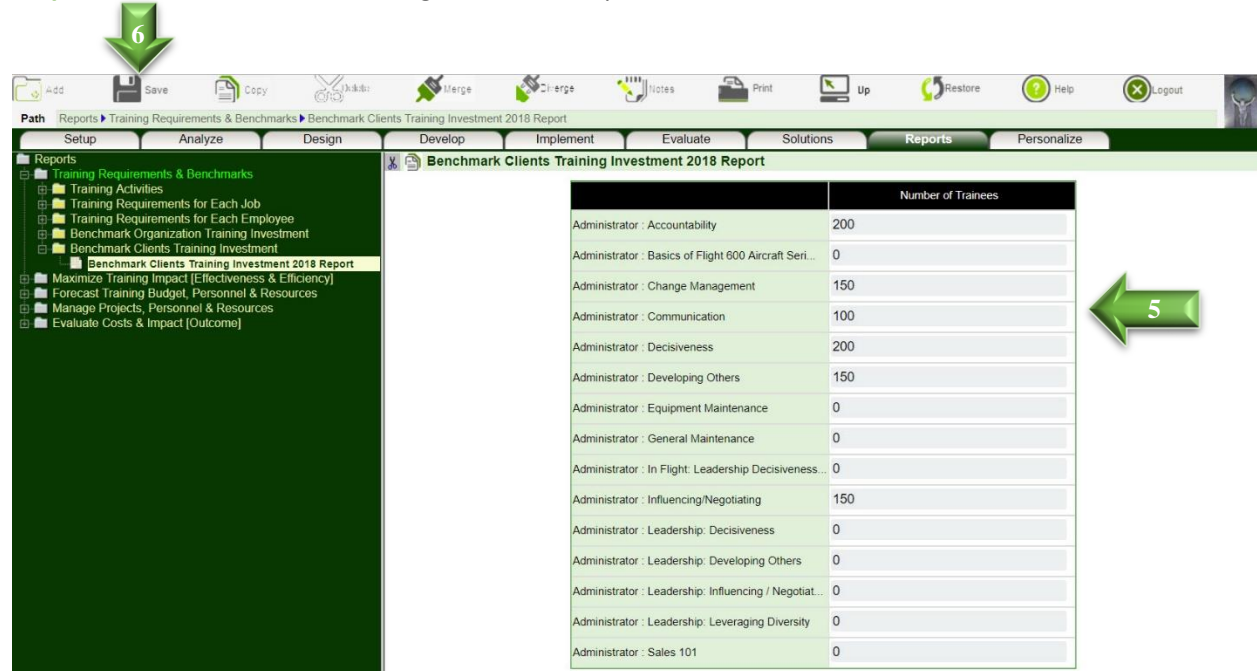 6
Add Save Copy Delete Merge Diverge Notes Print Up Restore Help Logout
Path Reports Training Requirements & Benchmarks Benchmark Clients Training Investment 2018 Report
Setup Analyze Design Develop Implement Evaluate Solutions Reports Personalize
Reports
Training Requirements & Benchmarks
Training Activities
Training Requirements for Each Job
Training Requirements for Each Employee
Benchmark Organization Training Investment
Benchmark Clients Training Investment
Benchmark Clients Training Investment 2018 Report
Maximize Training Impact [Effectiveness & Efficiency]
Forecast Training Budget, Personnel & Resources
Manage Projects, Personnel & Resources
Evaluate Costs & Impact [Outcome]
Benchmark Clients Training Investment 2018 Report
Number of Trainees
Administrator : Accountability 200
Administrator : Basics of Flight 600 Aircraft Seri... 0
Administrator : Change Management 150
Administrator : Communication 100
5
Administrator : Decisiveness 200
Administrator : Developing Others 150
Administrator : Equipment Maintenance 0
Administrator : General Maintenance 0
Administrator : In Flight: Leadership Decisiveness... 0
Administrator : Influencing/Negotiating 150
Administrator : Leadership: Decisiveness 0
Administrator : Leadership: Developing Others 0
Administrator : Leadership: Influencing / Negotiat... 0
Administrator : Leadership: Leveraging Diversity 0
Administrator : Sales 101 0